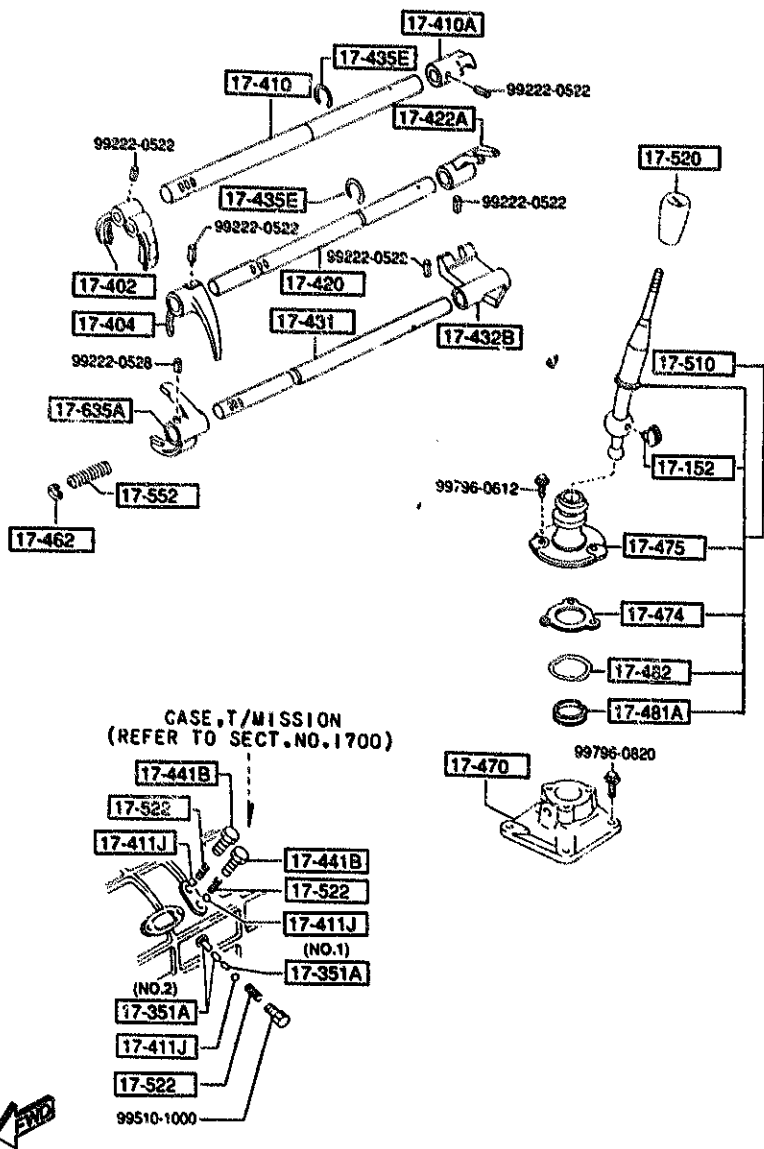 17-410A
17-435E
17-410
99222-0522
17-422A
99222-0522
17-520
17-435E
99222-0522
99222-0522
99222-0522
17-402
17-420
17-404
17-431
17-432B
99222-0528
17-510
17-635A
17-152
17-552
99796-0612
17-462
17-475
17-474
17-482
17-481A
CASE,T/MISSION
(REFER TO SECT.NO.1700)
99796-0820
17-441B
17-470
17-522
17-411J
17-441B
17-522
17-411J
(NO.1)
17-351A
(NO.2)
17-351A
17-411J
17-522
99510-1000
FWD